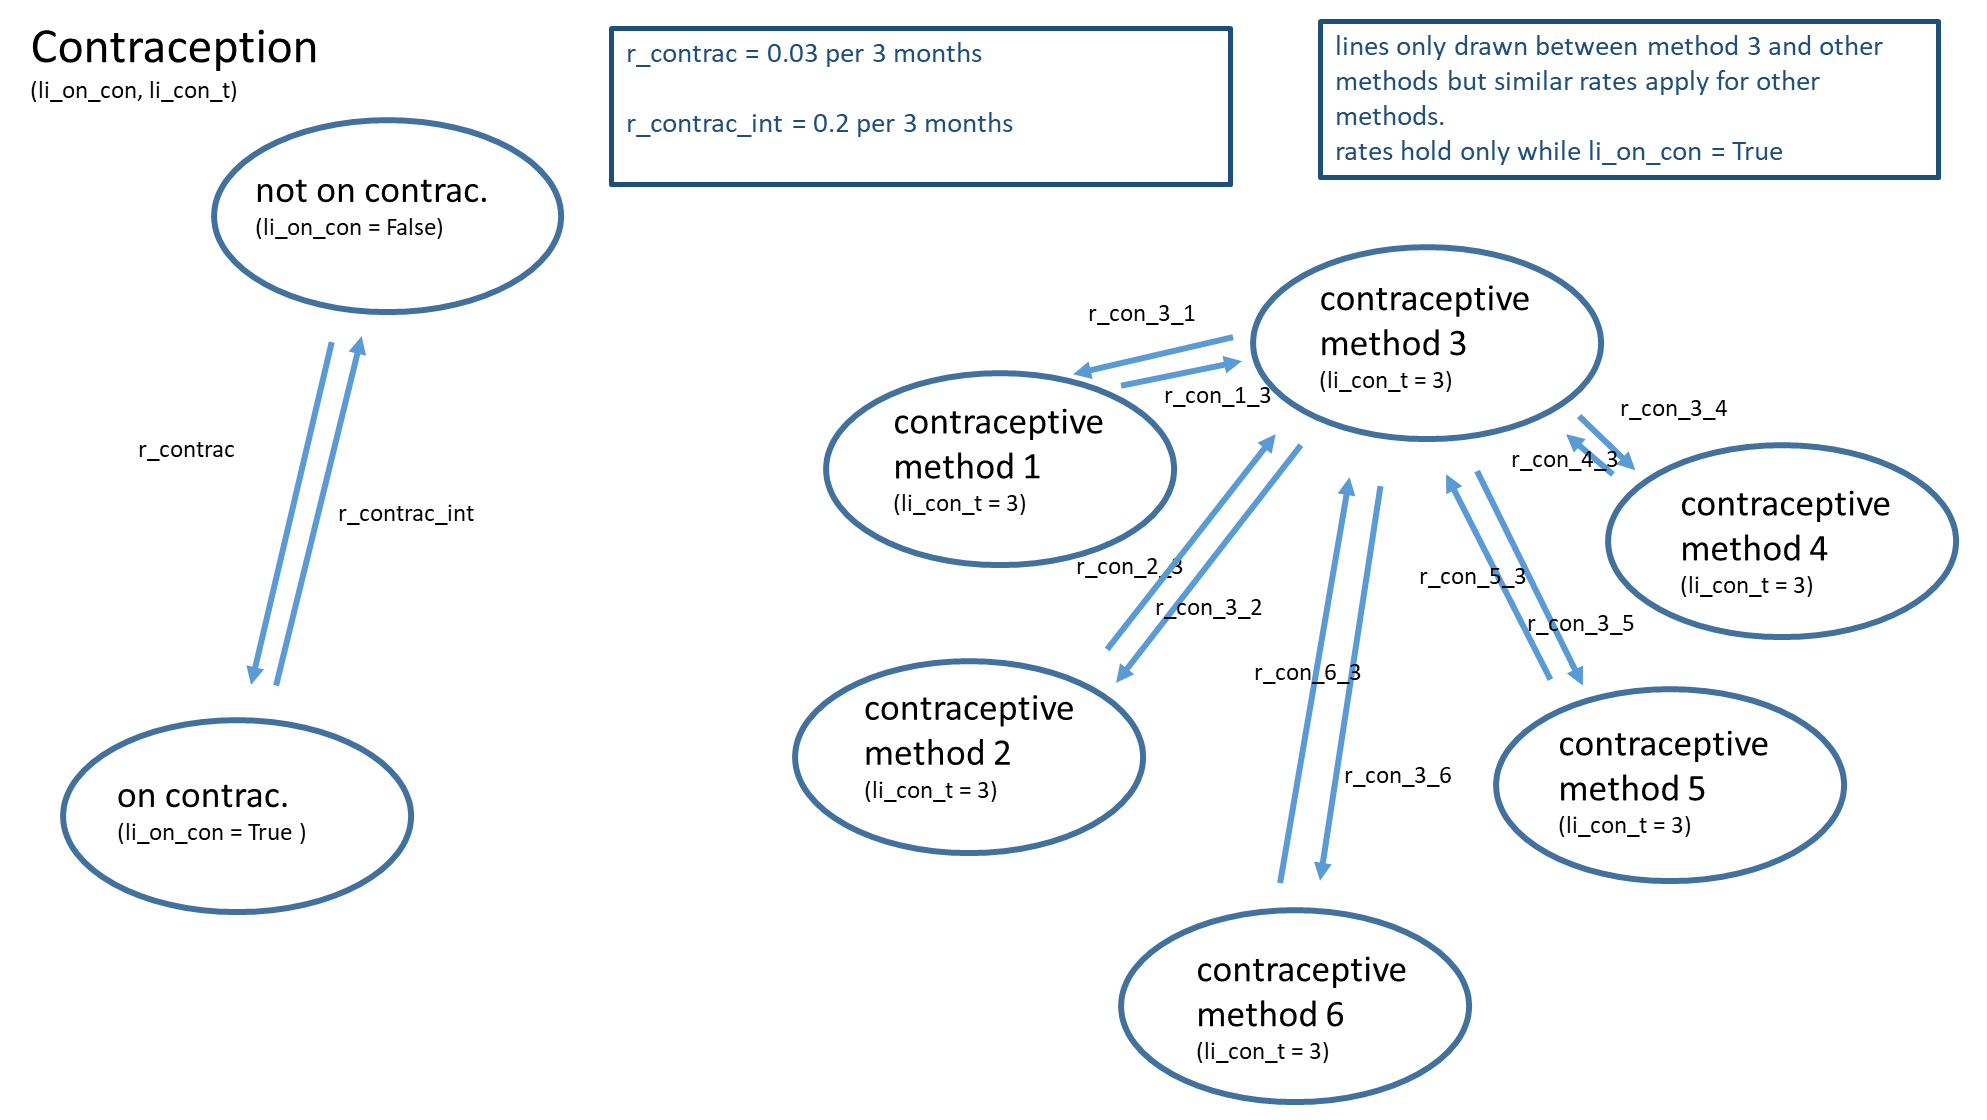 Contraception
(li_on_con, li_con_t)
r_contrac = 0.03 per 3 months
r_contrac_int = 0.2 per 3 months
lines only drawn between method 3 and other
methods but similar rates apply for other
methods.
rates hold only while li_on_con = True
not on contrac.
(li_on_con = False)
r_contrac
r_contrac_int
on contrac.
(li_on_con = True )
contraceptive
method 3
(li_con_t = 3)
r_con_3_1
r_con_1_3
contraceptive
method 1
(li_con_t = 3)
r_con_3_4
r_con_4_3
contraceptive
method 4
(li_con_t = 3)
r_con_2_3
r_con_3_2
contraceptive
method 2
(li_con_t = 3)
r_con_5_3
r_con_3_5
contraceptive
method 5
(li_con_t = 3)
r_con_6_3
r_con_3_6
contraceptive
method 6
(li_con_t = 3)